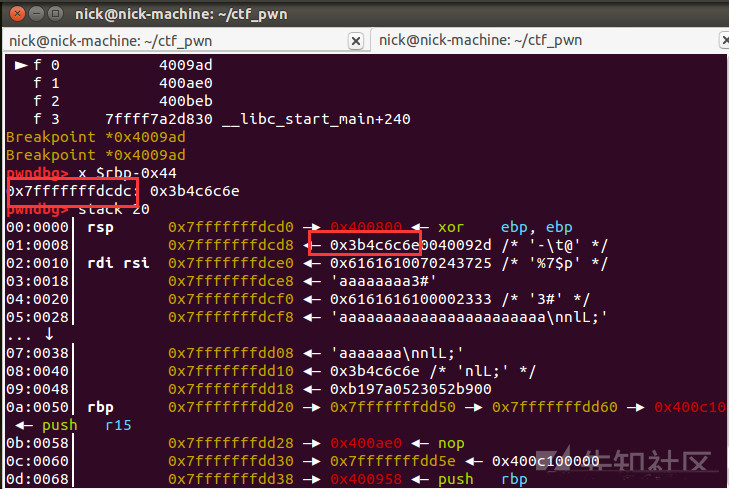 nick@nick-machine: ~/ctf_pwn
nick@nick-machine: ~/ctf_pwn
nick@nick-machine: ~/ctf_pwn
► f 0 4009ad
f 1 400ae0
f 2 400beb
f 3 7ffff7a2d830 __libc_start_main+240
Breakpoint *0x4009ad
Breakpoint *0x4009ad
pwndbg> x $rbp-0x44
0x7fffffffdcdc: 0x3b4c6c6e
pwndbg> stack 20
00:0000│ rsp 0x7fffffffdcd0 —▸ 0x400800 ◂— xor ebp, ebp
01:0008│ 0x7fffffffdcd8 ◂— 0x3b4c6c6e0040092d /* '-\t@' */
02:0010│ rdi rsi 0x7fffffffdce0 ◂— 0x6161610070243725 /* '%7$p' */
03:0018│ 0x7fffffffdce8 ◂— 'aaaaaaaa3#'
04:0020│ 0x7fffffffdcf0 ◂— 0x6161616100002333 /* '3#' */
05:0028│ 0x7fffffffdcf8 ◂— 'aaaaaaaaaaaaaaaaaaaaaaa\nnlL;'
... ↓
07:0038│ 0x7fffffffdd08 ◂— 'aaaaaaa\nnlL;'
08:0040│ 0x7fffffffdd10 ◂— 0x3b4c6c6e /* 'nlL;' */
09:0048│ 0x7fffffffdd18 ◂— 0xb197a0523052b900
0a:0050│ rbp 0x7fffffffdd20 —▸ 0x7fffffffdd50 —▸ 0x7fffffffdd60 —▸ 0x400c10
◂— push r15
0b:0058│ 0x7fffffffdd28 —▸ 0x400ae0 ◂— nop
0c:0060│ 0x7fffffffdd30 —▸ 0x7fffffffdd5e ◂— 0x400c100000
0d:0068│ 0x7fffffffdd38 —▸ 0x400958 ◂— push rbp
先知社区